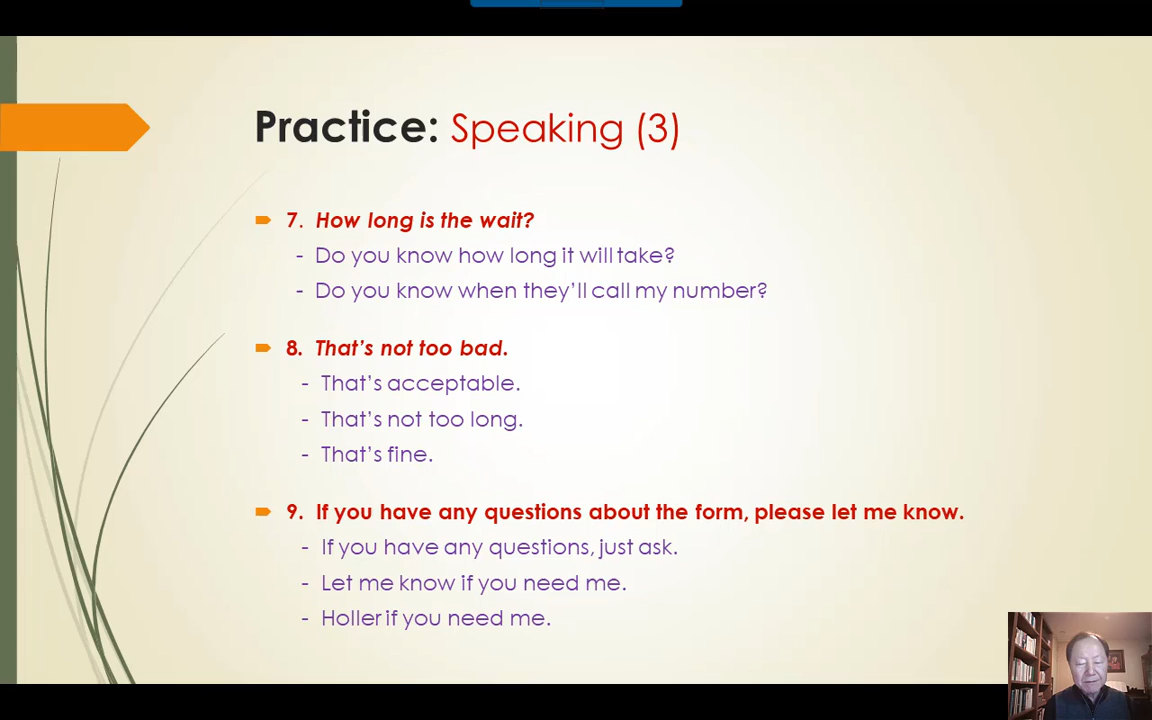 Practice: Speaking (3)
7. How long is the wait?
- Do you know how long it will take?
- Do you know when they'll call my number?
8. That's not too bad.
- That's acceptable.
- That's not too long.
- That's fine.
9. If you have any questions about the form, please let me know.
- If you have any questions, just ask.
- Let me know if you need me.
- Holler if you need me.